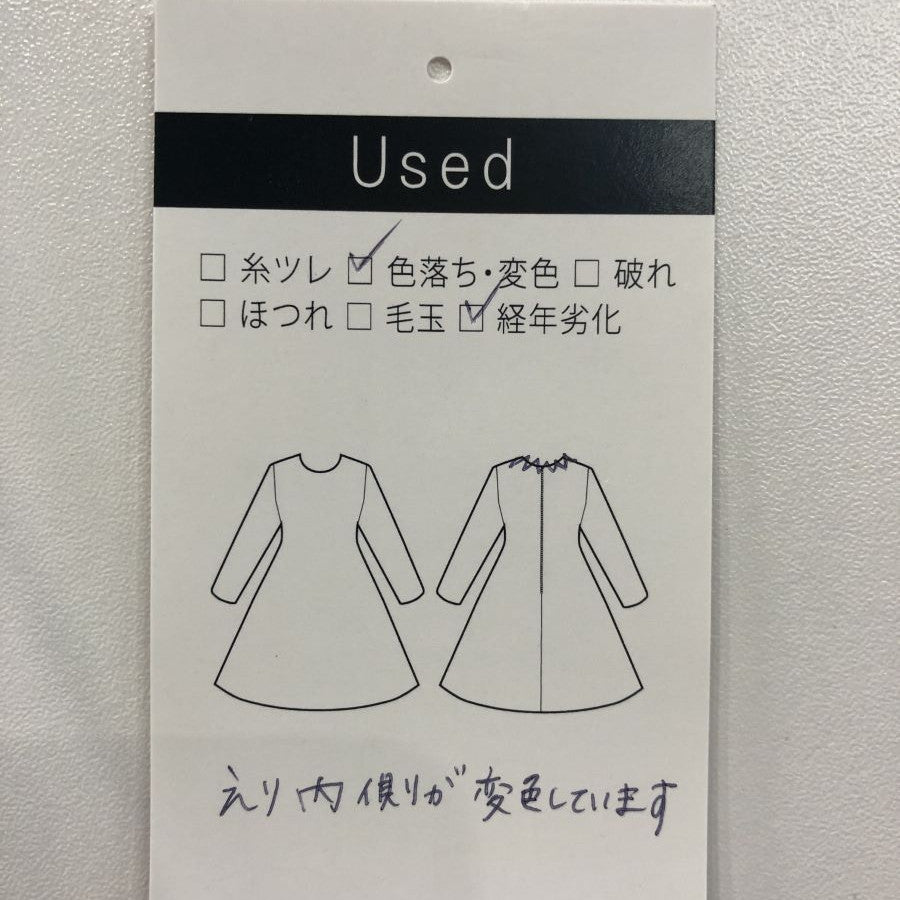 Used
□ 糸ツレ ☑ 色落ち・変色 □ 破れ
□ ほつれ □ 毛玉 ☑ 経年劣化
えり内側が変色しています